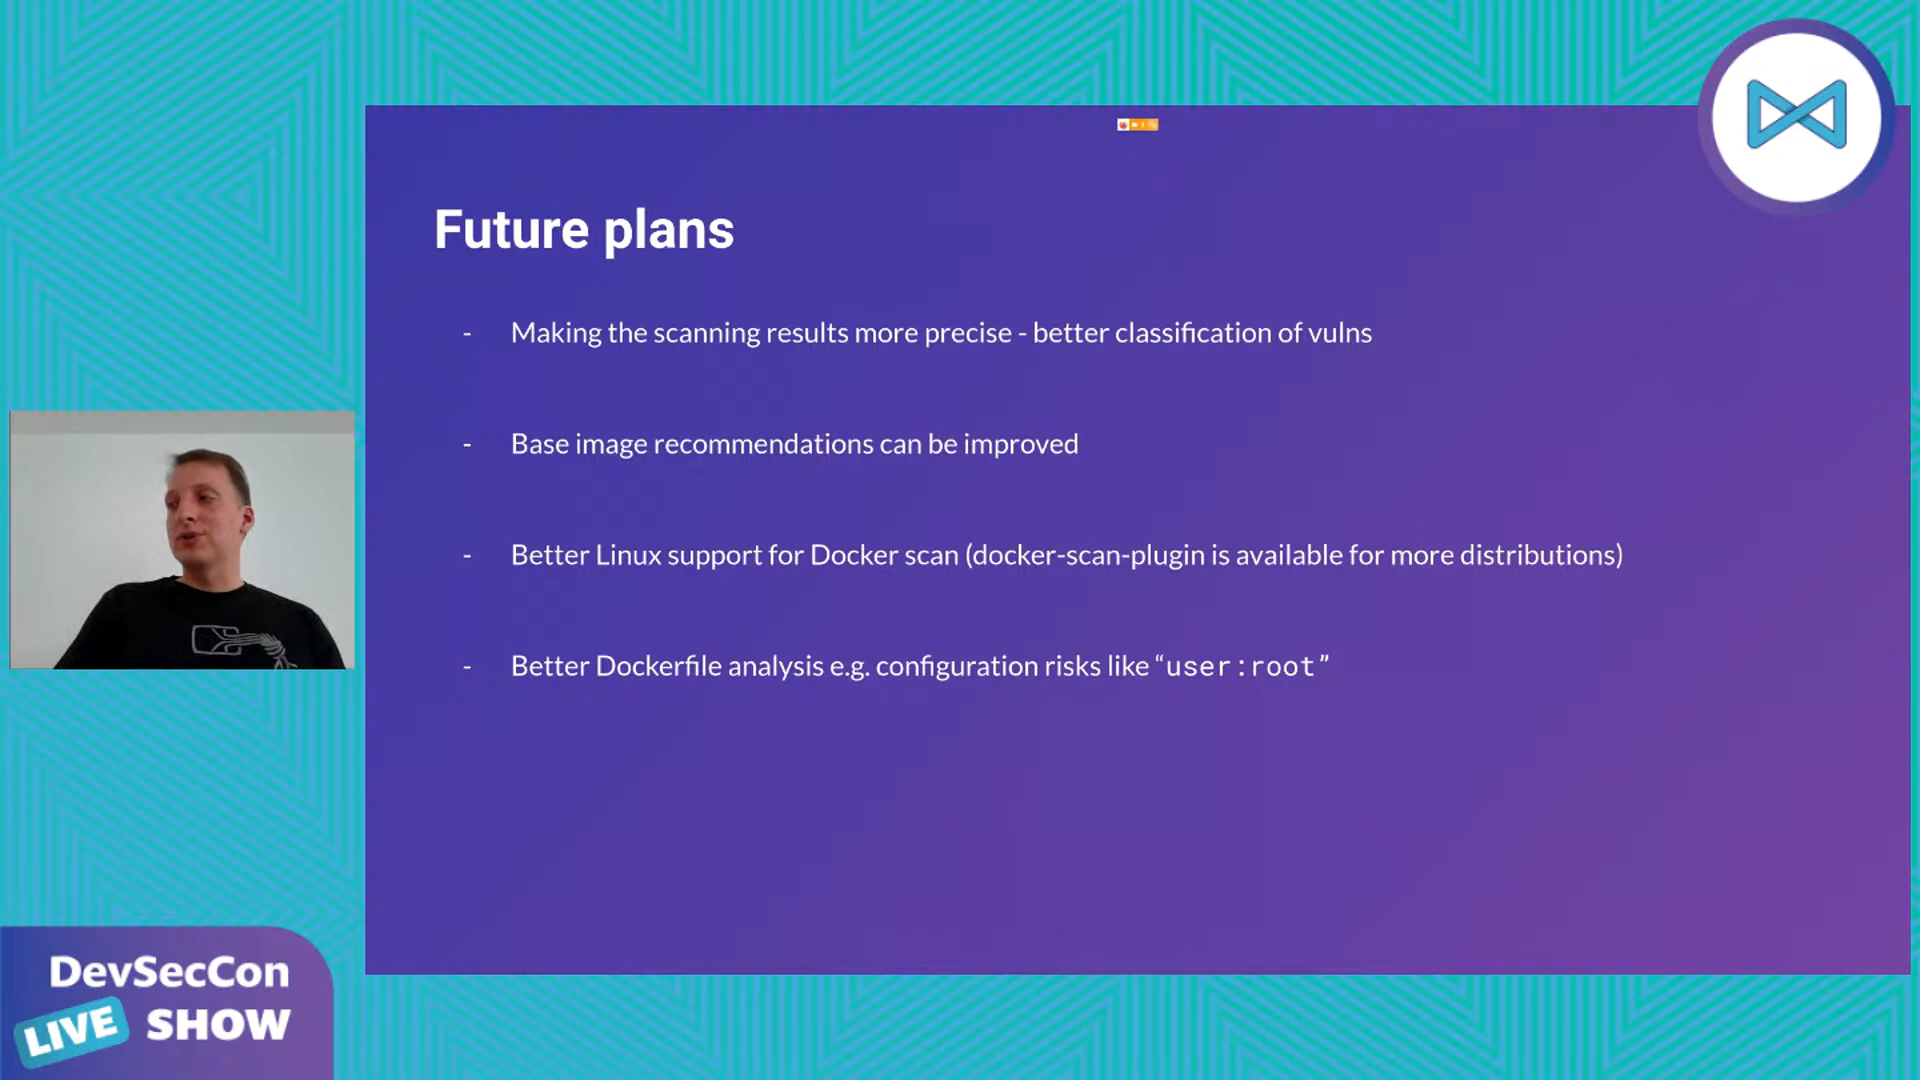 Future plans
- Making the scanning results more precise - better classification of vulns
- Base image recommendations can be improved
- Better Linux support for Docker scan (docker-scan-plugin is available for more distributions)
- Better Dockerfile analysis e.g. configuration risks like “user:root”
DevSecCon
LIVE SHOW